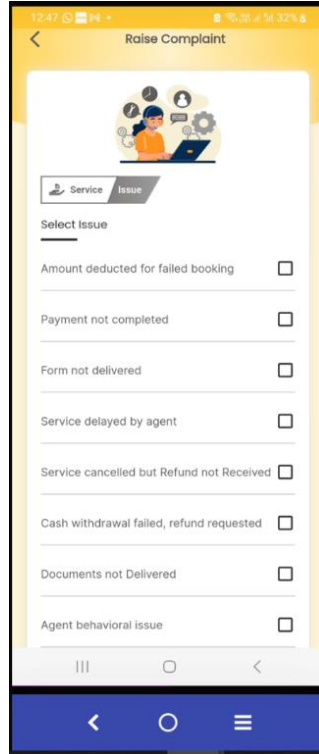 12:47
32%
Raise Complaint
Service
Issue
Select Issue
Amount deducted for failed booking
Payment not completed
Form not delivered
Service delayed by agent
Service cancelled but Refund not Received
Cash withdrawal failed, refund requested
Documents not Delivered
Agent behavioral issue